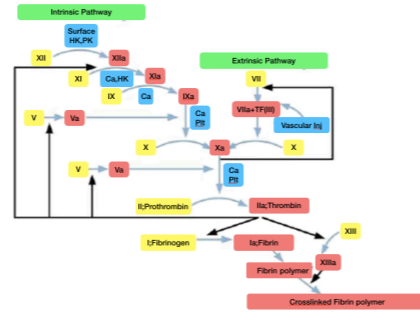 Intrinsic Pathway
Surface
HK,PK
XII
XIIa
Extrinsic Pathway
XI
Ca,HK
XIa
VII
IX
Ca
IXa
VIIa+TF(III)
V
Va
Ca
Plt
Vascular Inj
X
Xa
X
V
Va
Ca
Plt
II;Prothrombin
IIa;Thrombin
XIII
I;Fibrinogen
Ia;Fibrin
XIIIa
Fibrin polymer
Crosslinked Fibrin polymer